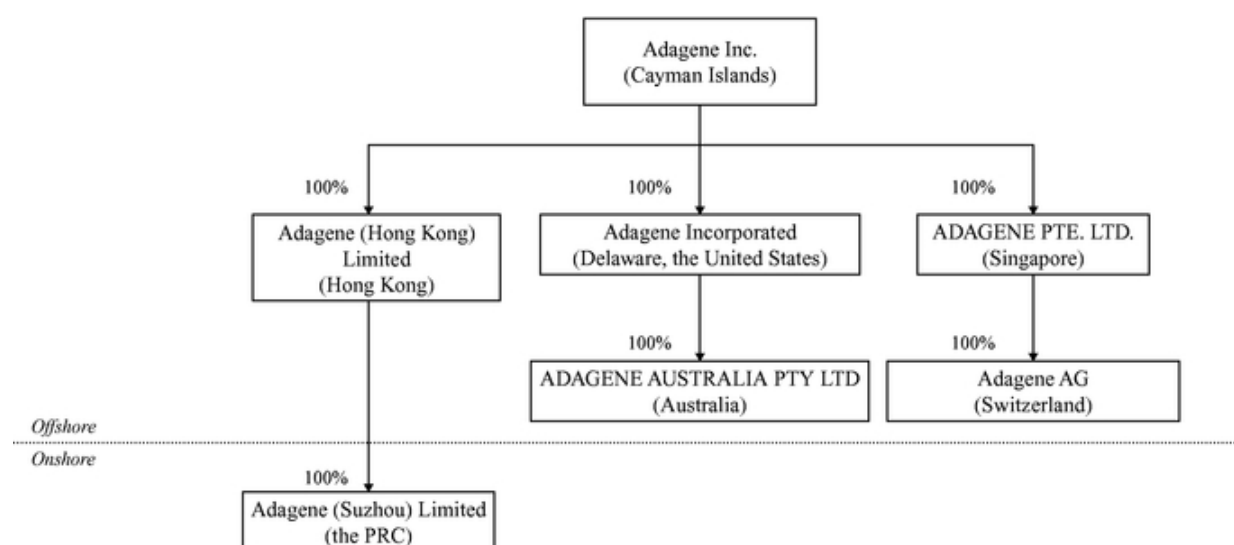 Adagene Inc.
(Cayman Islands)
100%
100%
100%
Adagene (Hong Kong)
Limited
(Hong Kong)
Adagene Incorporated
(Delaware, the United States)
ADAGENE PTE. LTD.
(Singapore)
100%
100%
ADAGENE AUSTRALIA PTY LTD
(Australia)
Adagene AG
(Switzerland)
Offshore
Onshore
100%
Adagene (Suzhou) Limited
(the PRC)